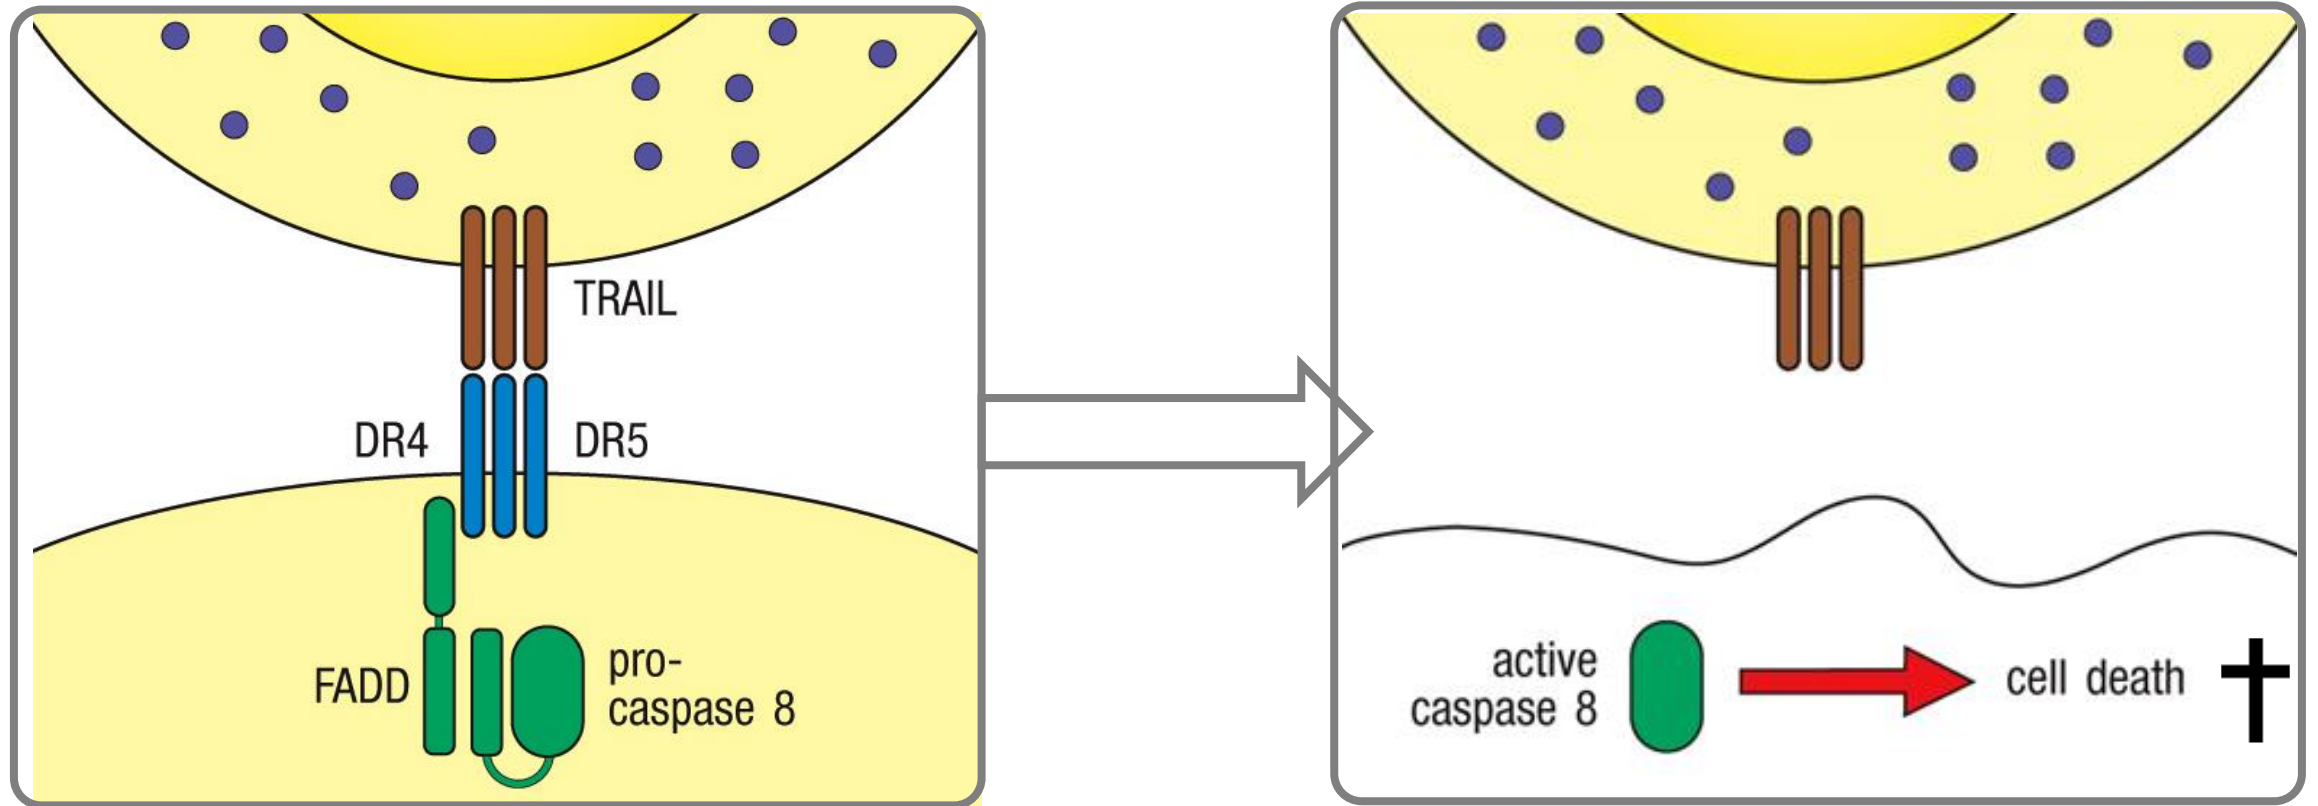 TRAIL
DR4
DR5
FADD
pro-
caspase 8
active
caspase 8
cell death